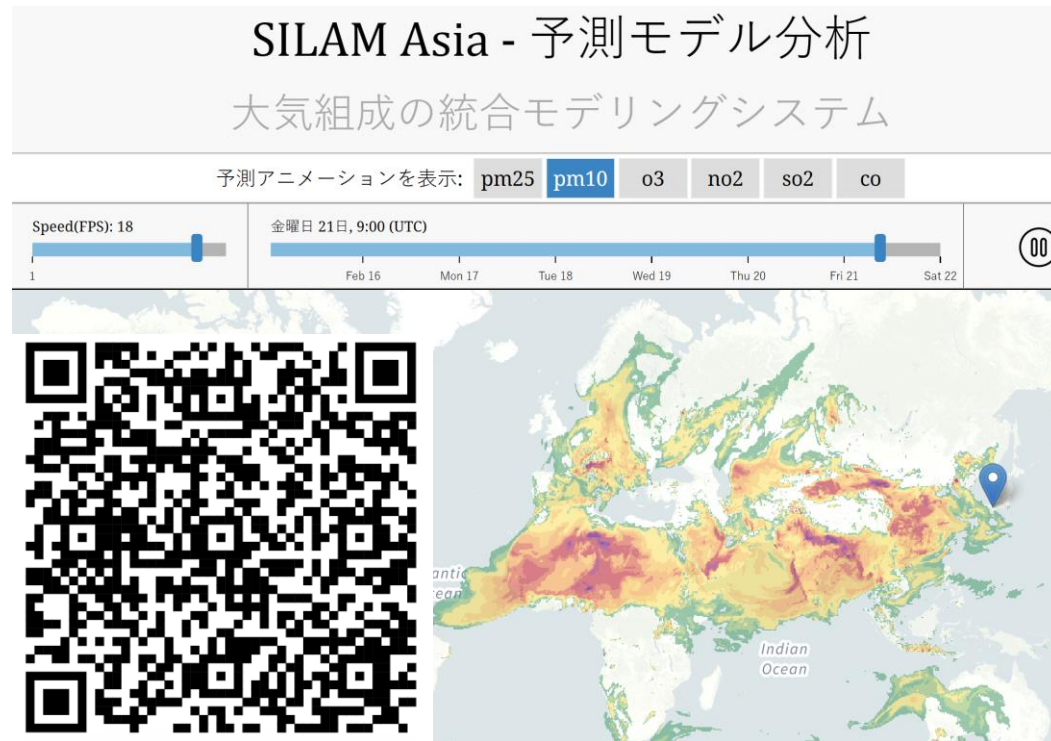 SILAM Asia - 予測モデル分析
大気組成の統合モデリングシステム
予測アニメーションを表示: pm25 pm10 o3 no2 so2 co
Speed(FPS): 18
金曜日 21日, 9:00 (UTC)
1
Feb 16 Mon 17 Tue 18 Wed 19 Thu 20 Fri 21 Sat 22
antic
cean
Indian
Ocean